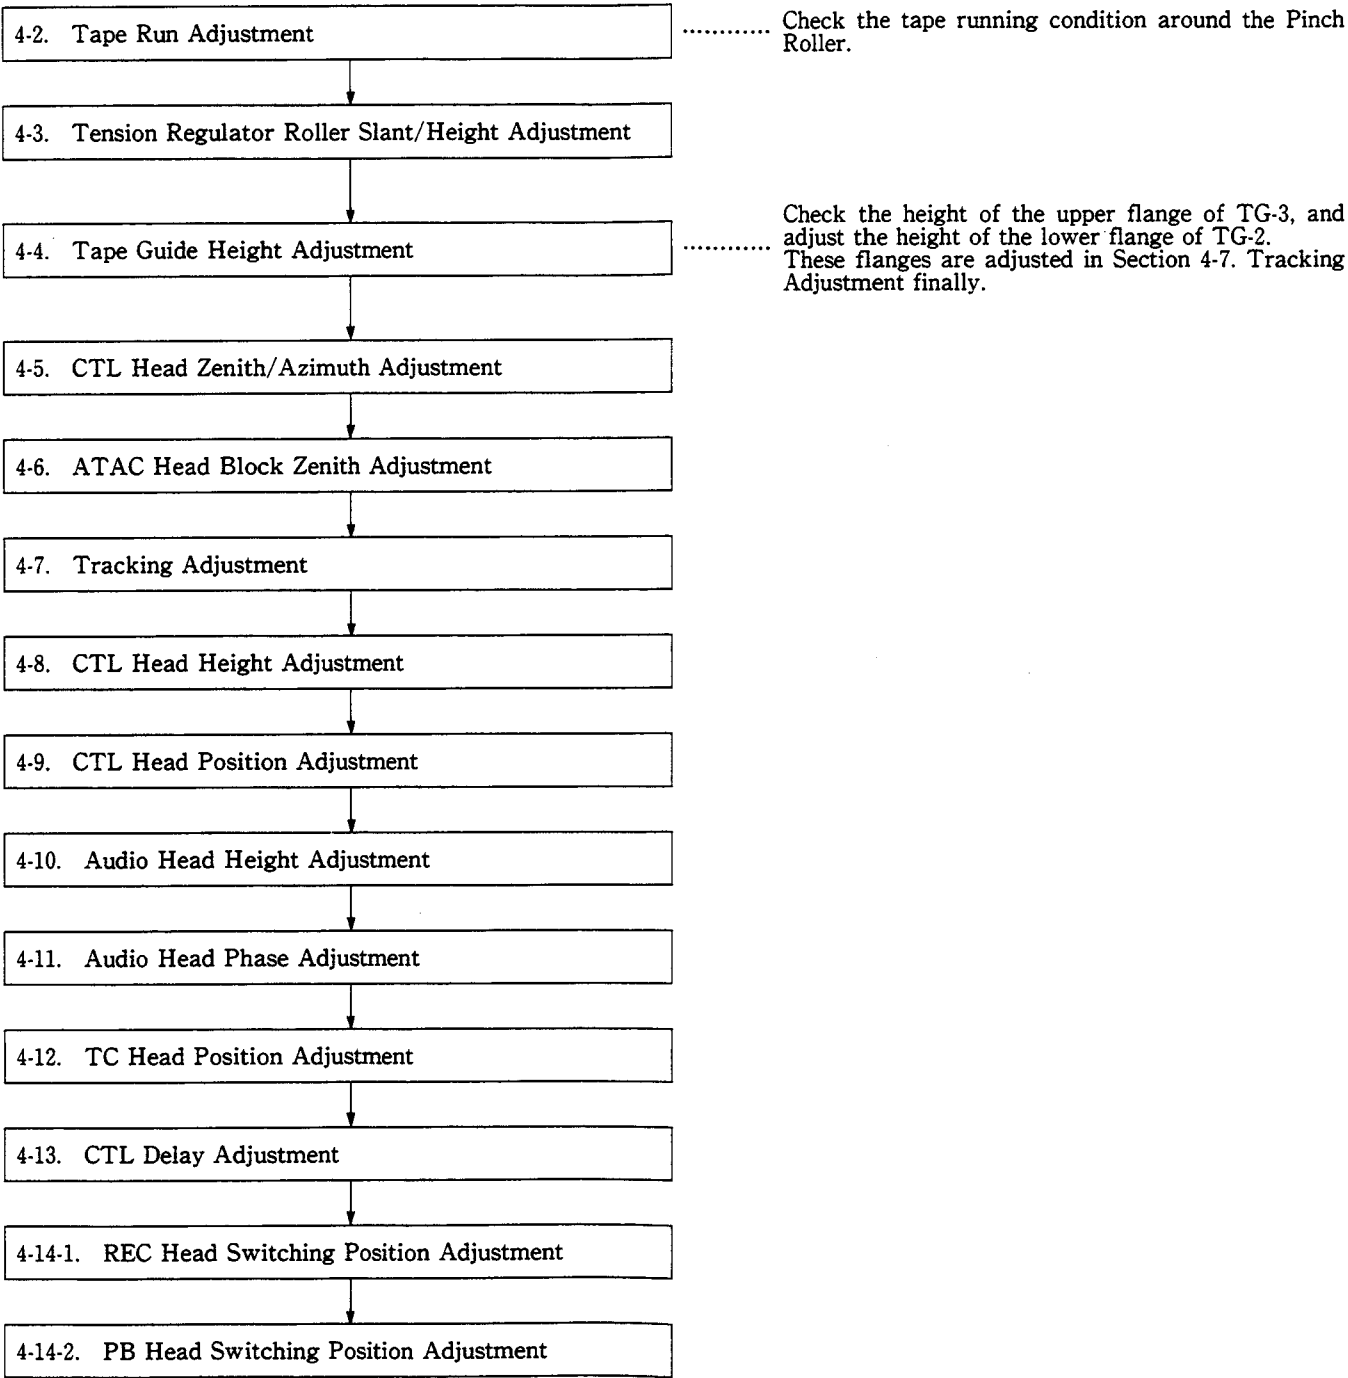 4-2. Tape Run Adjustment
............ Check the tape running condition around the Pinch
Roller.
4-3. Tension Regulator Roller Slant/Height Adjustment
4-4. Tape Guide Height Adjustment
............ Check the height of the upper flange of TG-3, and
adjust the height of the lower flange of TG-2.
These flanges are adjusted in Section 4-7. Tracking
Adjustment finally.
4-5. CTL Head Zenith/Azimuth Adjustment
4-6. ATAC Head Block Zenith Adjustment
4-7. Tracking Adjustment
4-8. CTL Head Height Adjustment
4-9. CTL Head Position Adjustment
4-10. Audio Head Height Adjustment
4-11. Audio Head Phase Adjustment
4-12. TC Head Position Adjustment
4-13. CTL Delay Adjustment
4-14-1. REC Head Switching Position Adjustment
4-14-2. PB Head Switching Position Adjustment